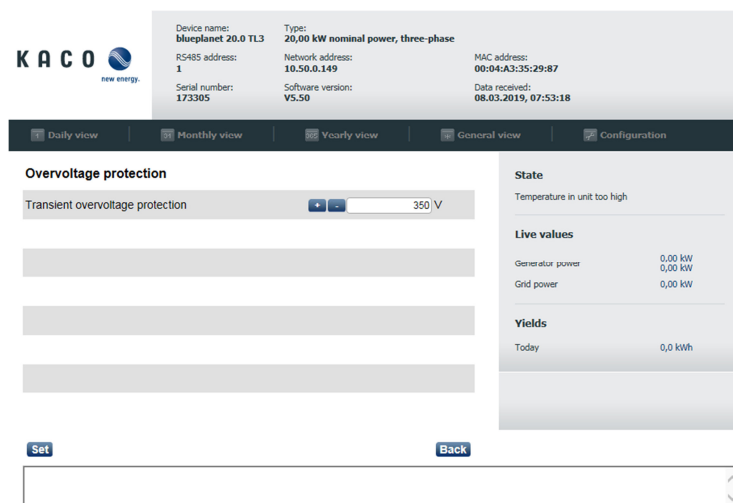 KACO
new energy.
Device name:
blueplanet 20.0 TL3
Type:
20,00 kW nominal power, three-phase
RS485 address:
1
Network address:
10.50.0.149
MAC address:
00:04:A3:35:29:87
Serial number:
173305
Software version:
V5.50
Data received:
08.03.2019, 07:53:18
Daily view
31 Monthly view
365 Yearly view
General view
Configuration
Overvoltage protection
Transient overvoltage protection + - 350 V
State
Temperature in unit too high
Live values
Generator power 0,00 kW
0,00 kW
Grid power 0,00 kW
Yields
Today 0,0 kWh
Set
Back